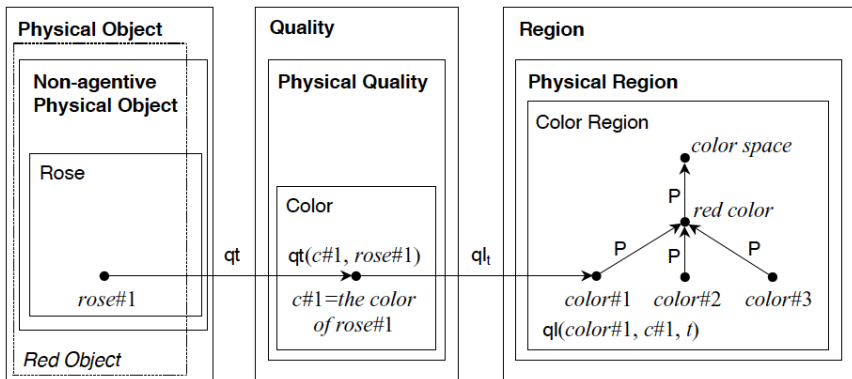 Physical Object
Non-agentive
Physical Object
Rose
rose#1
Red Object
qt
Quality
Physical Quality
Color
qt(c#1, rose#1)
c#1=the color
of rose#1
qlt
Region
Physical Region
Color Region
color space
P
red color
P
P
P
color#1
color#2
color#3
ql(color#1, c#1, t)